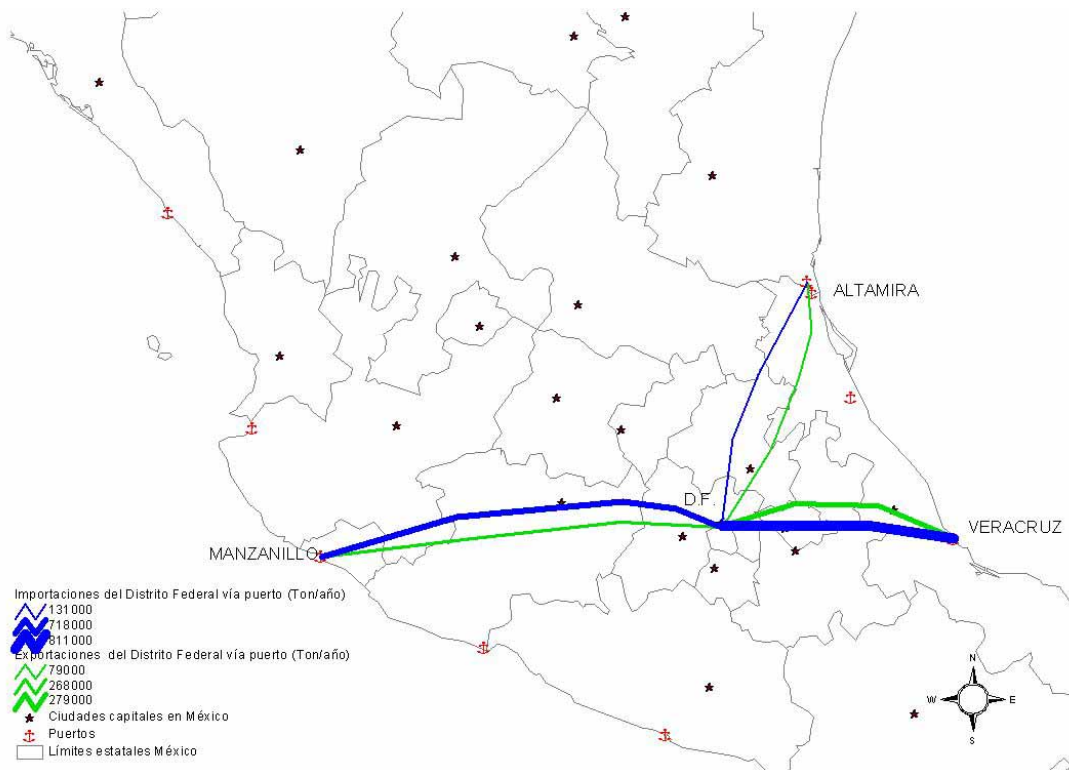 ALTAMIRA
D.F.
VERACRUZ
MANZANILLO
Importaciones del Distrito Federal vía puerto (Ton/año)
131000
718000
811000
Exportaciones del Distrito Federal vía puerto (Ton/año)
79000
268000
279000
Ciudades capitales en México
Puertos
Límites estatales México
N
W
E
S